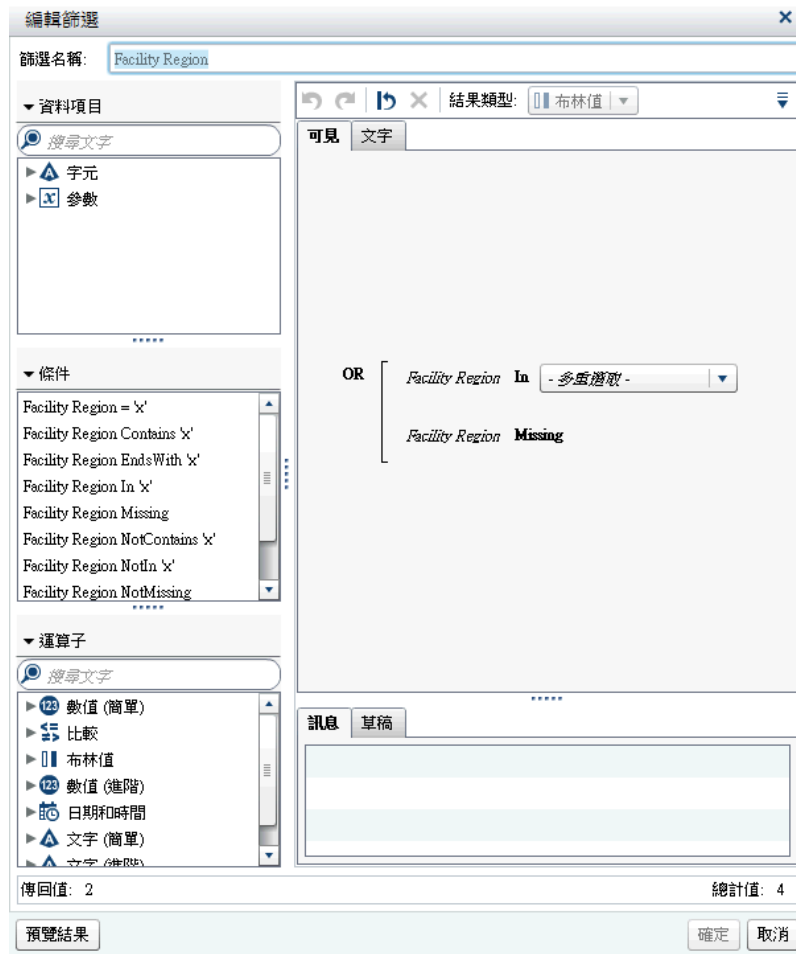 編輯篩選
篩選名稱: Facility Region
資料項目
搜尋文字
字元
參數
條件
Facility Region = 'x'
Facility Region Contains 'x'
Facility Region EndsWith 'x'
Facility Region In 'x'
Facility Region Missing
Facility Region NotContains 'x'
Facility Region NotIn 'x'
Facility Region NotMissing
運算子
搜尋文字
數值 (簡單)
比較
布林值
數值 (進階)
日期和時間
文字 (簡單)
文字 (進階)
結果類型: 布林值
可見 文字
OR
Facility Region In - 多重選取 -
Facility Region Missing
訊息 草稿
傳回值: 2
總計值: 4
預覽結果
確定 取消